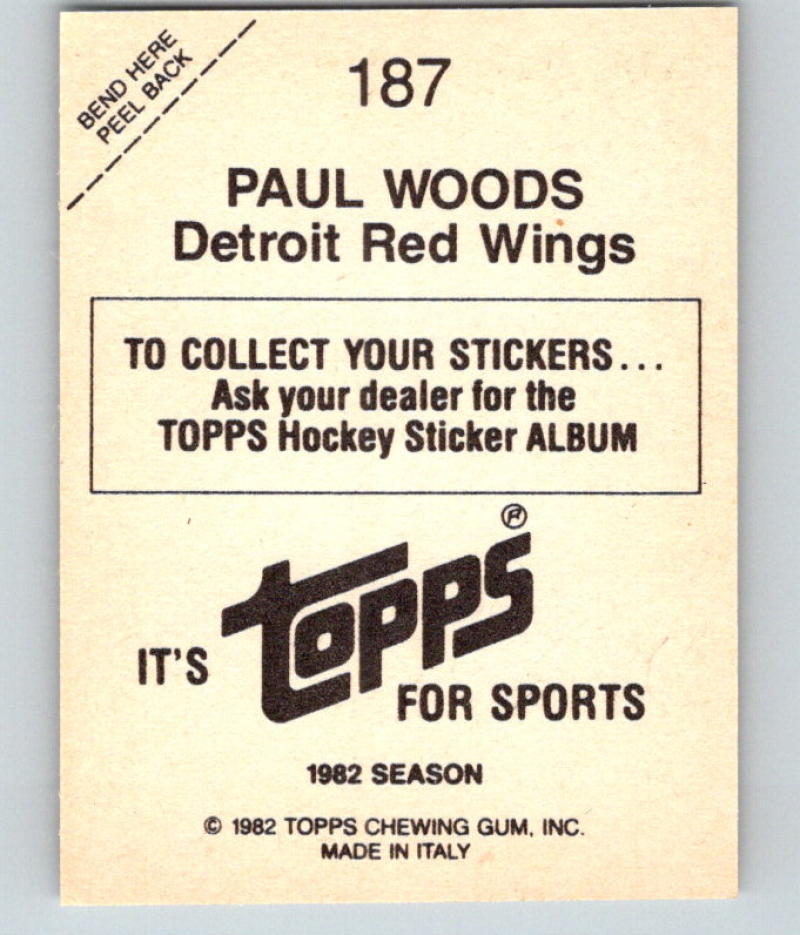 BEND HERE
PEEL BACK
187
PAUL WOODS
Detroit Red Wings
TO COLLECT YOUR STICKERS...
Ask your dealer for the
TOPPS Hockey Sticker ALBUM
IT'S topps® FOR SPORTS
1982 SEASON
© 1982 TOPPS CHEWING GUM, INC.
MADE IN ITALY